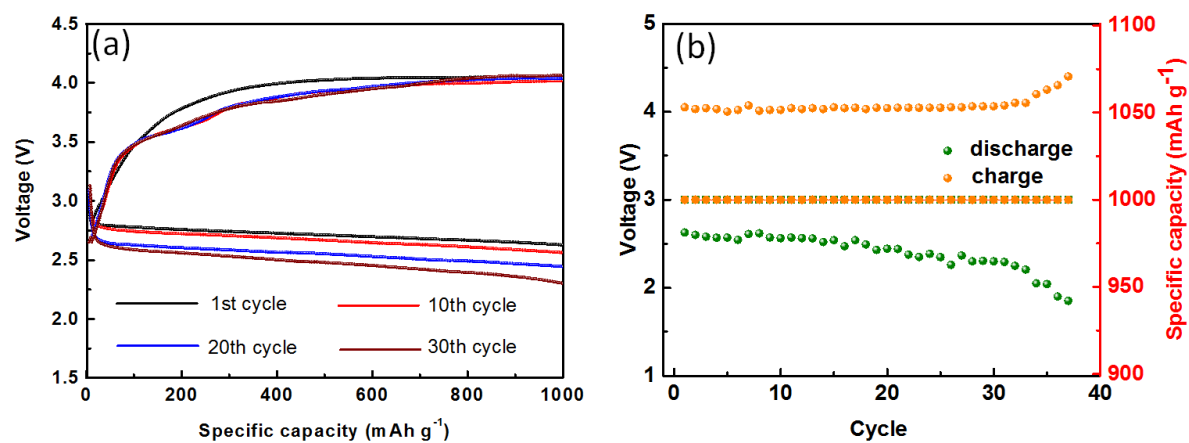 (a)
4.5
4.0
3.5
3.0
2.5
2.0
1.5
Voltage (V)
1st cycle
10th cycle
20th cycle
30th cycle
0
200
400
600
800
1000
Specific capacity (mAh g⁻¹)
(b)
5
4
3
2
1
Voltage (V)
discharge
charge
1100
1050
1000
950
900
Specific capacity (mAh g⁻¹)
0
10
20
30
40
Cycle